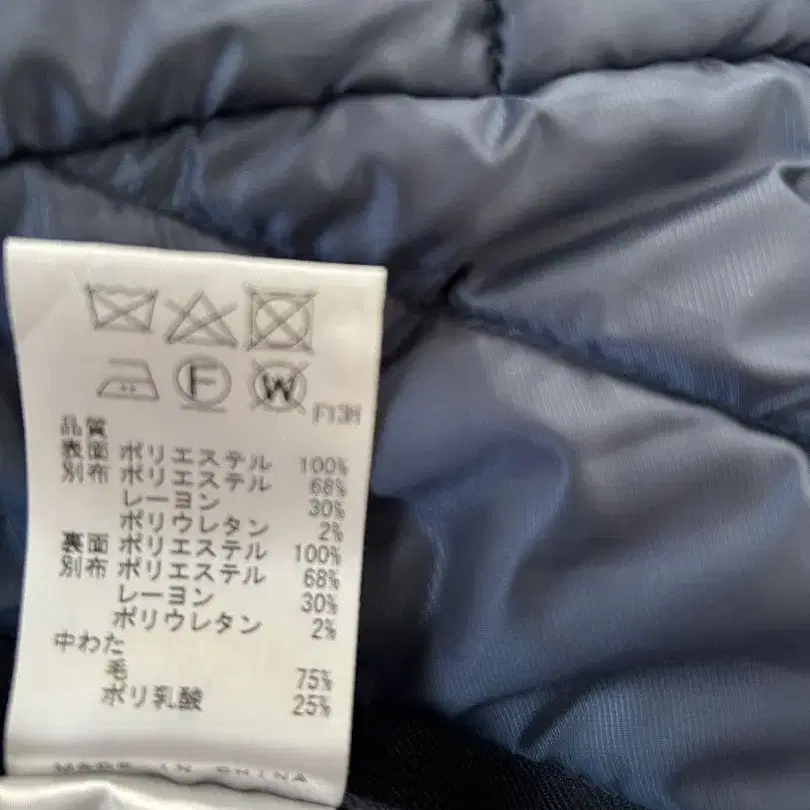 F
W
F13H
品質
表面 ポリエステル 100%
別布 ポリエステル 68%
レーヨン 30%
ポリウレタン 2%
裏面 ポリエステル 100%
別布 ポリエステル 68%
レーヨン 30%
ポリウレタン 2%
中わた
毛 75%
ポリ乳酸 25%
MADE IN CHINA